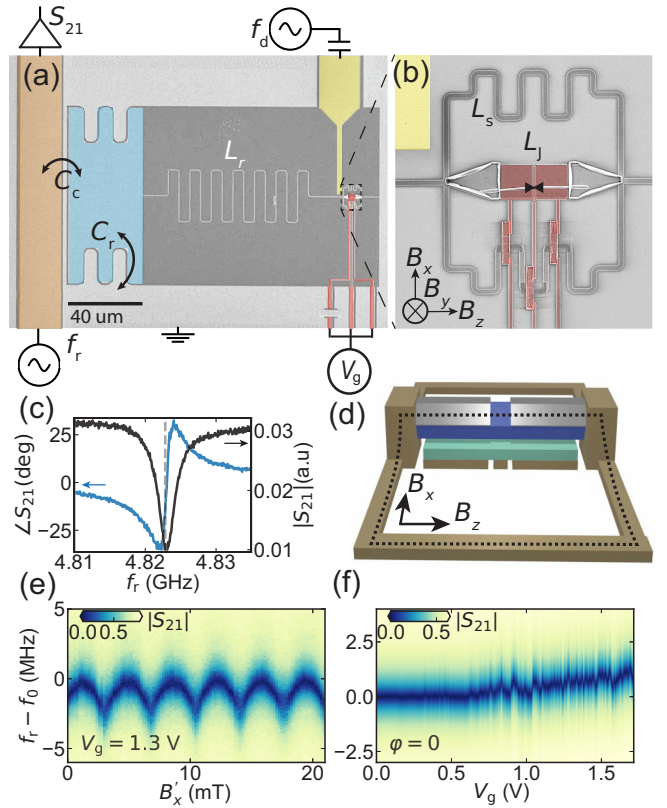 S21
(a)
fd
(b)
Ls
Lr
LJ
Cc
Cr
40 um
Bx
By
Bz
fr
Vg
(c)
25
0
−25
∠S21(deg)
0.03
0.02
0.01
|S21|(a.u)
4.81 4.82 4.83
fr (GHz)
(d)
Bx
Bz
(e)
0.0 0.5 |S21|
5
0
−5
fr − f0
(MHz)
Vg = 1.3 V
0 10 20
B′x (mT)
(f)
0.0 0.5 |S21|
2.5
0.0
−2.5
φ = 0
0.0 0.5 1.0 1.5
Vg (V)